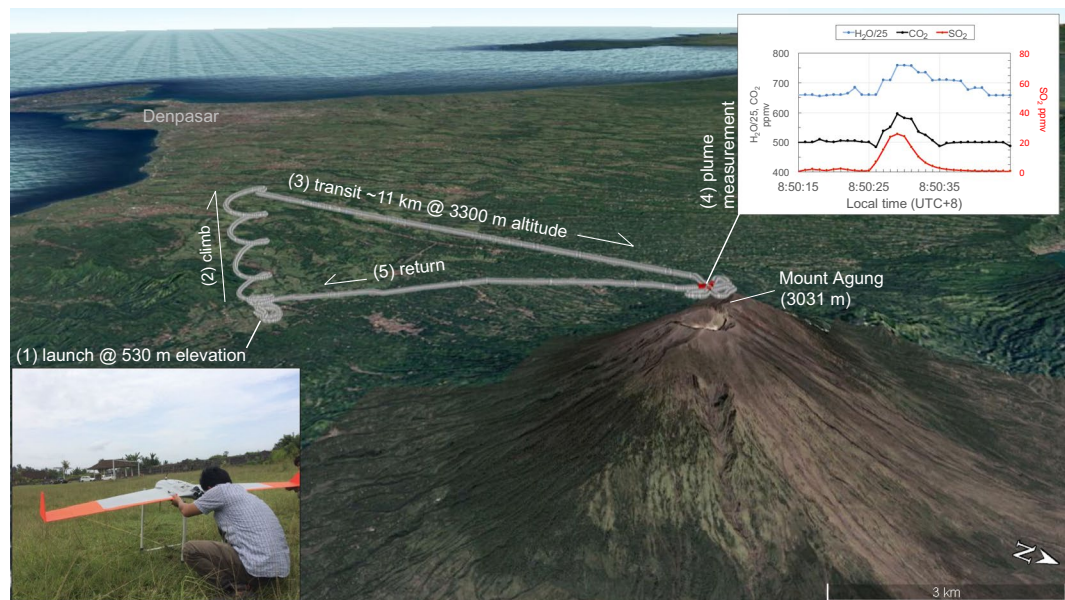 H₂O/25 CO₂ SO₂
800 80
700 60
600 40
500 20
400 0
H₂O/25, CO₂
ppmv
SO₂ ppmv
8:50:15 8:50:25 8:50:35
Local time (UTC+8)
Denpasar
(3) transit ~11 km @ 3300 m altitude
(4) plume
measurement
(2) climb
(5) return
Mount Agung
(3031 m)
(1) launch @ 530 m elevation
N
3 km